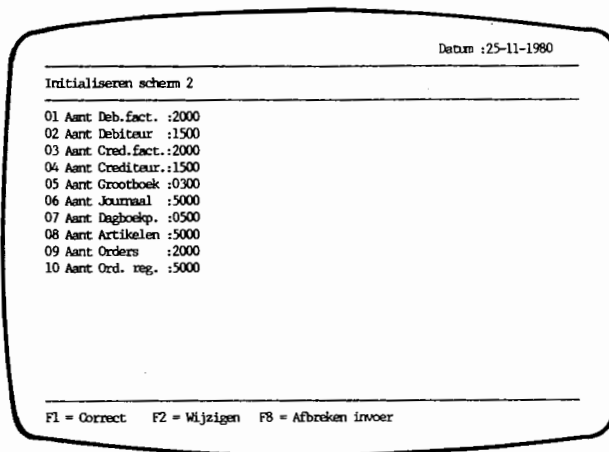 Datum :25-11-1980
Initialiseren scherm 2
01 Aant Deb.fact. :2000
02 Aant Debiteur :1500
03 Aant Cred.fact.:2000
04 Aant Crediteur.:1500
05 Aant Grootboek :0300
06 Aant Journaal :5000
07 Aant Dagboekp. :0500
08 Aant Artikelen :5000
09 Aant Orders :2000
10 Aant Ord. reg. :5000
F1 = Correct F2 = Wijzigen F8 = Afbreken invoer